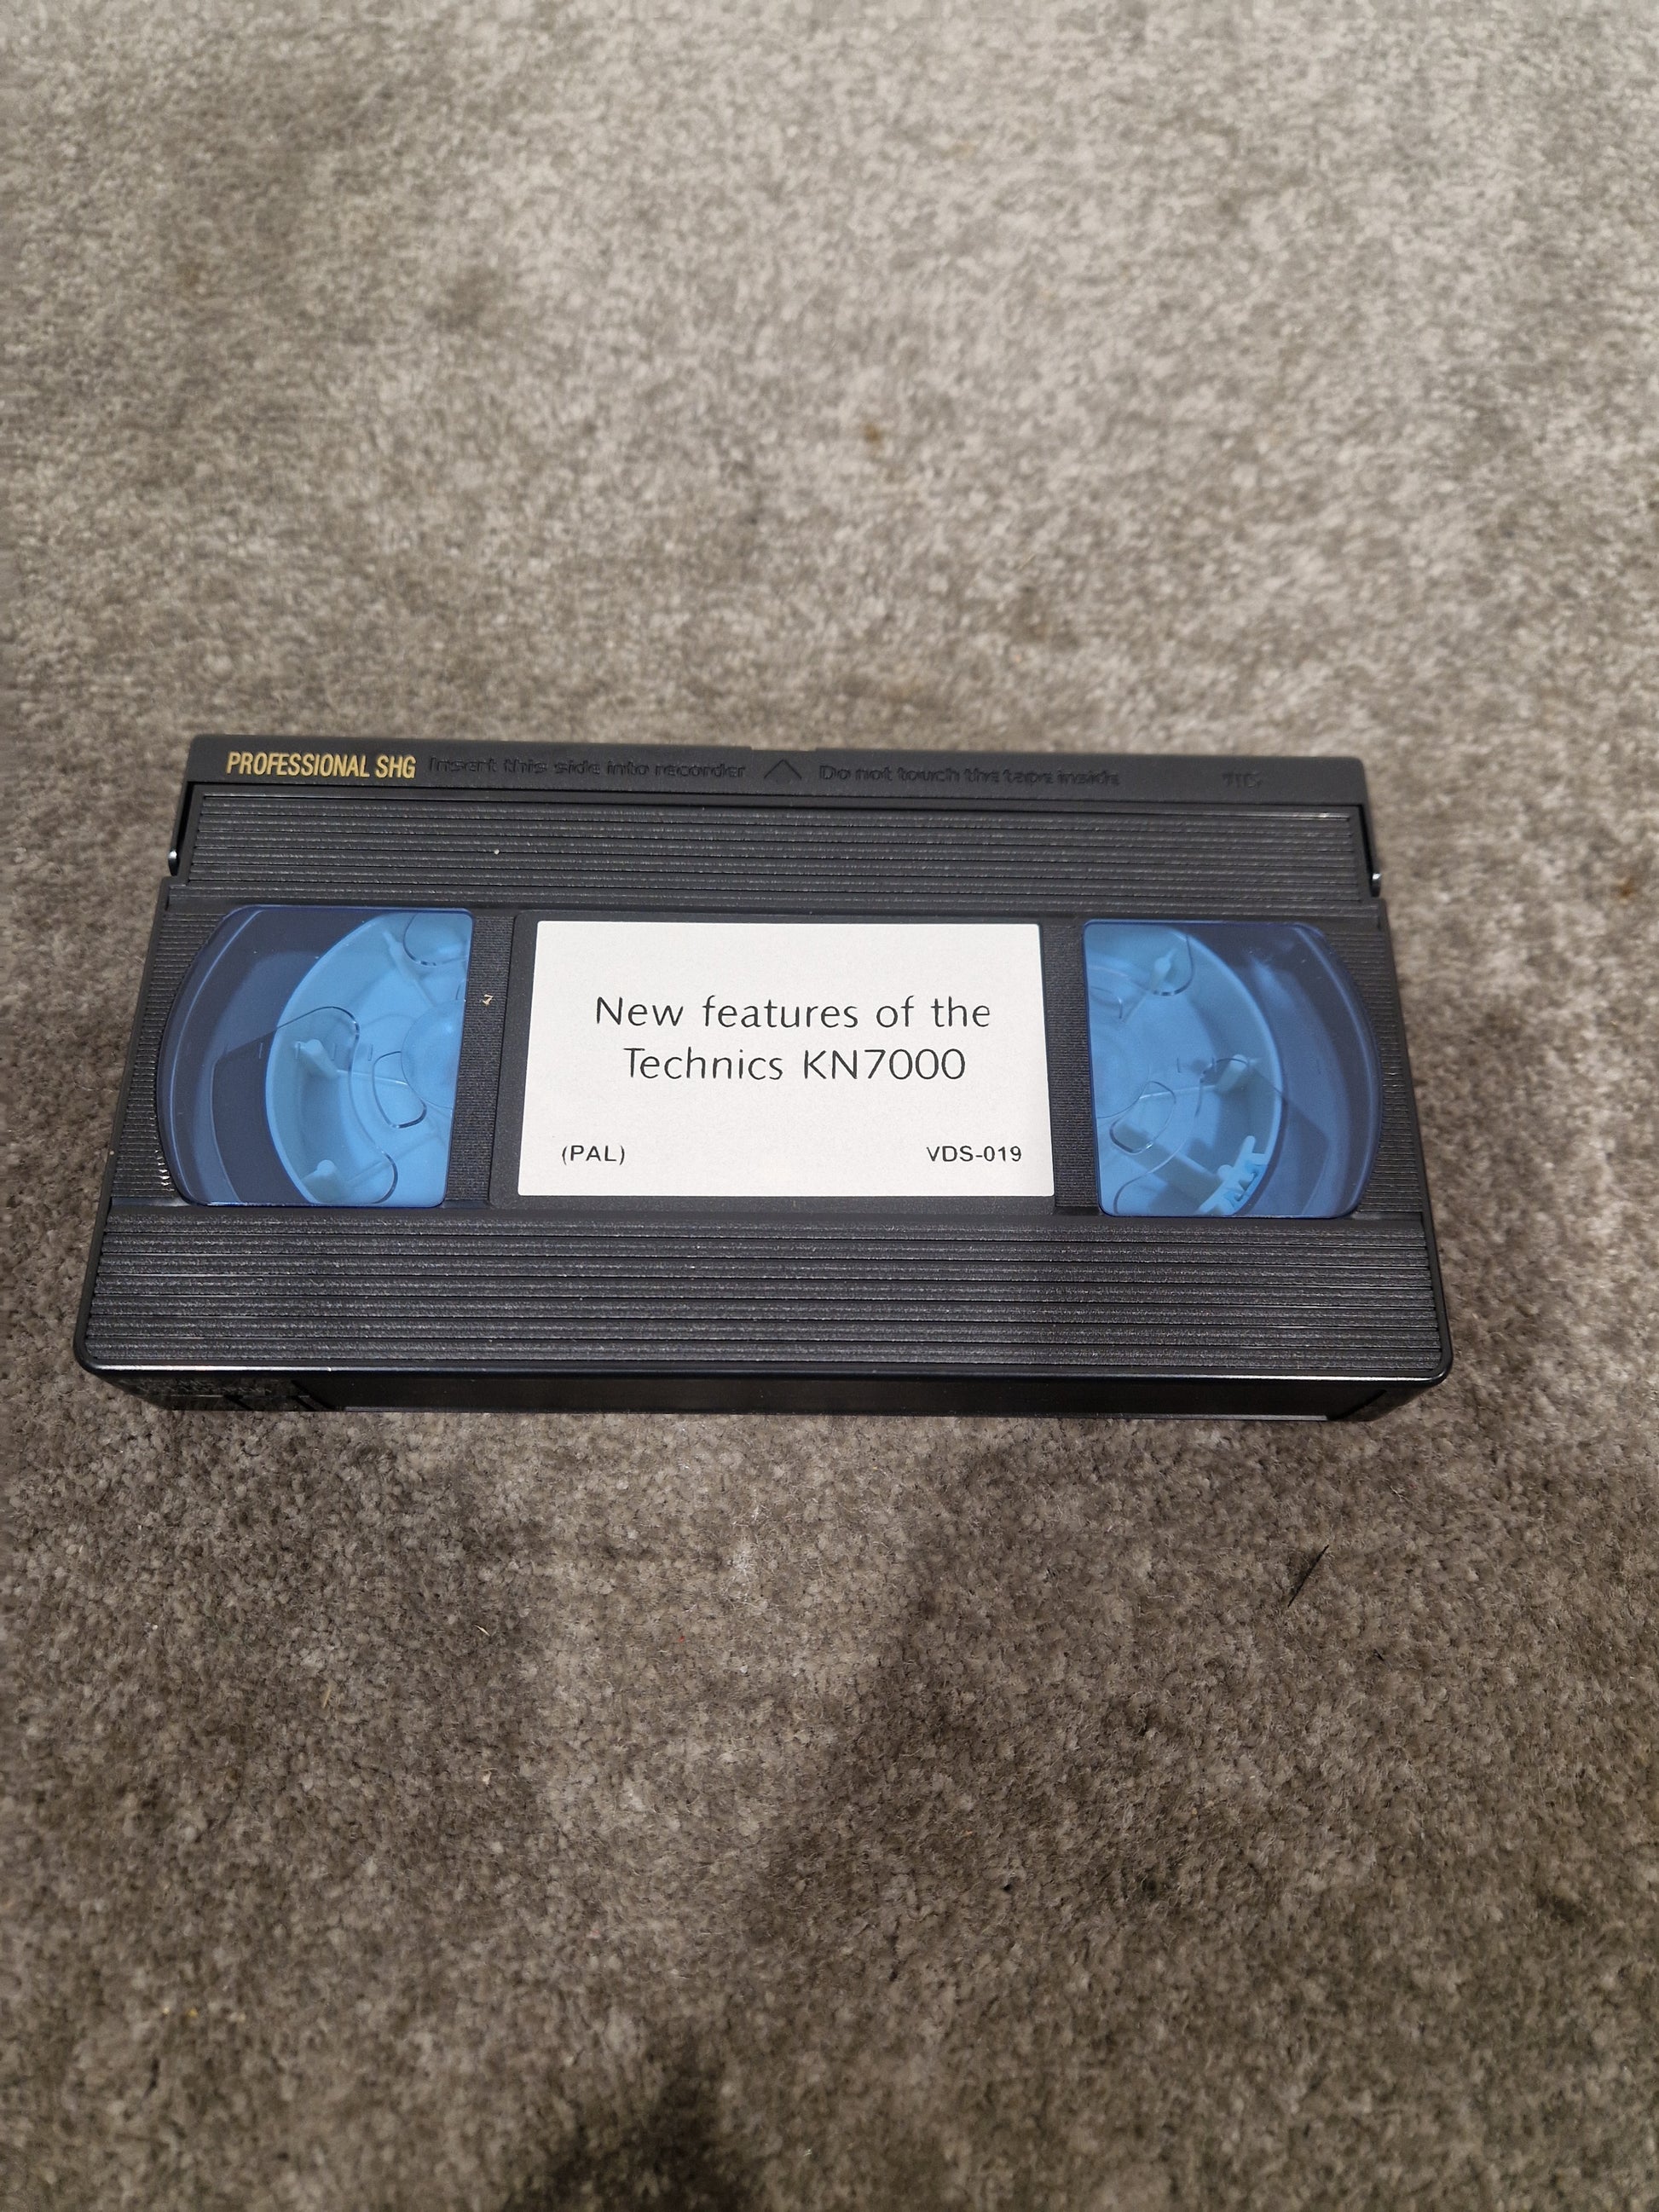 PROFESSIONAL SHG Insert this side into recorder Do not touch the tape inside VHS
New features of the
Technics KN7000
(PAL) VDS-019